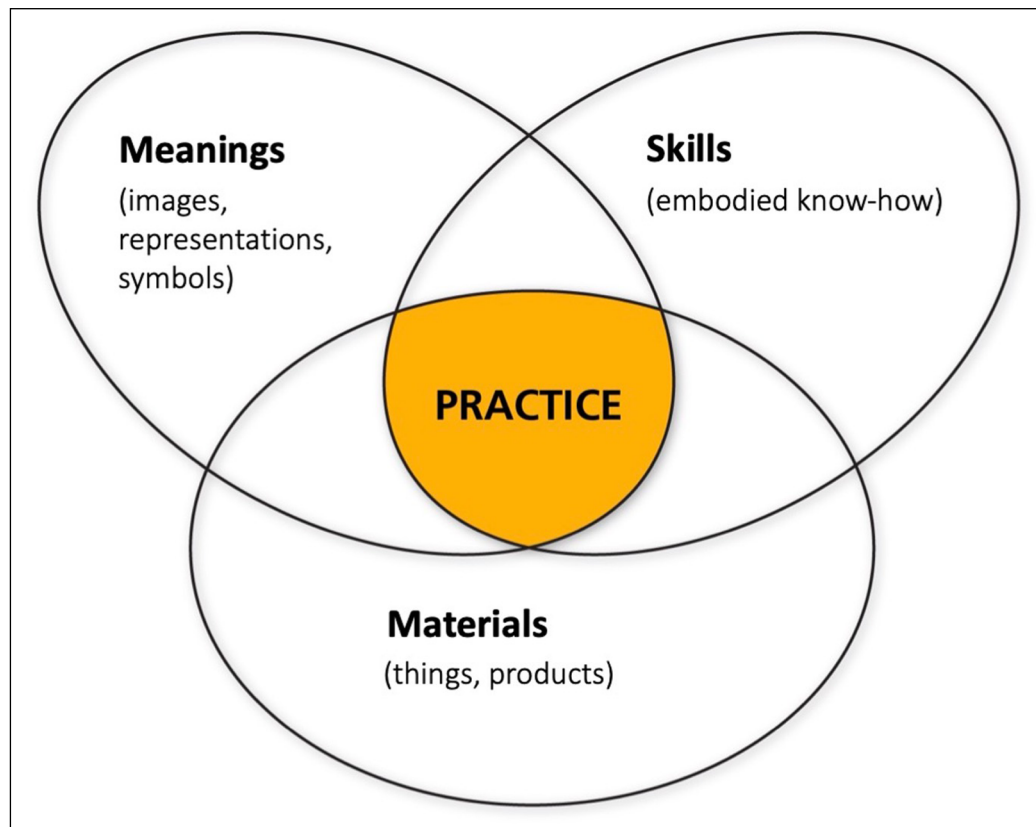 Meanings
(images,
representations,
symbols)
Skills
(embodied know-how)
PRACTICE
Materials
(things, products)